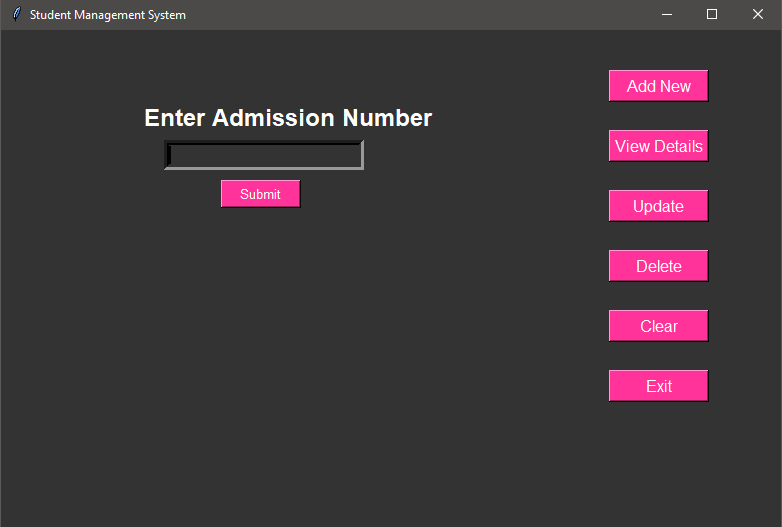 Student Management System
Enter Admission Number
Submit
Add New
View Details
Update
Delete
Clear
Exit